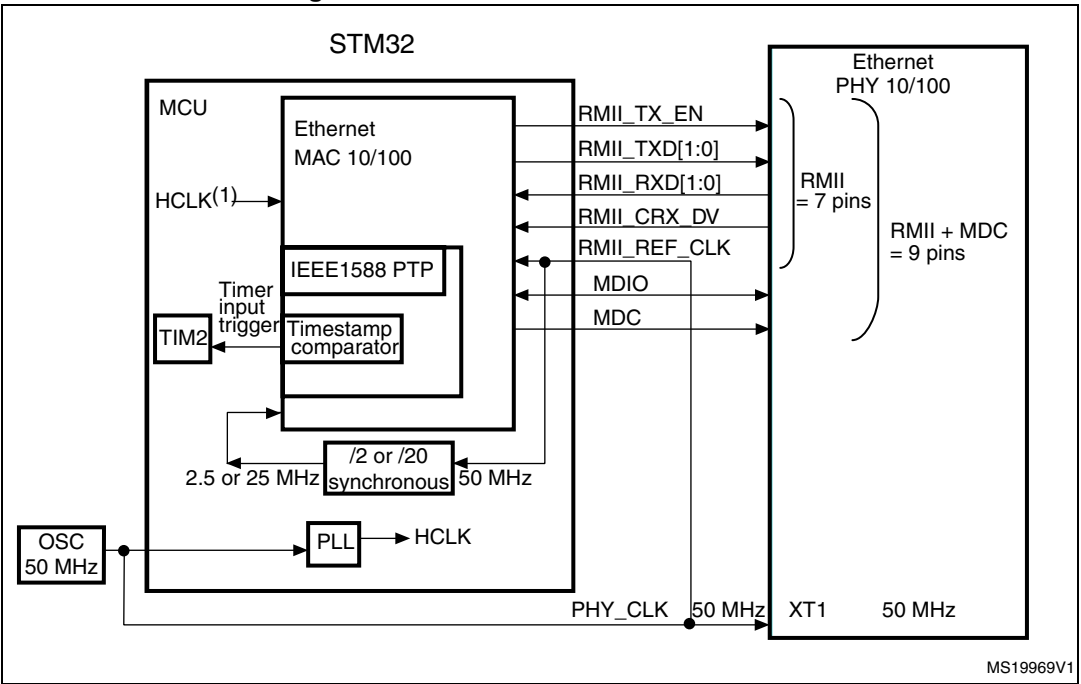 STM32
MCU
Ethernet
MAC 10/100
HCLK(1)
IEEE1588 PTP
Timer
input
trigger
TIM2
Timestamp
comparator
/2 or /20
synchronous
2.5 or 25 MHz
50 MHz
OSC
50 MHz
PLL
HCLK
RMII_TX_EN
RMII_TXD[1:0]
RMII_RXD[1:0]
RMII_CRX_DV
RMII_REF_CLK
MDIO
MDC
Ethernet
PHY 10/100
RMII
= 7 pins
RMII + MDC
= 9 pins
PHY_CLK 50 MHz
XT1 50 MHz
MS19969V1